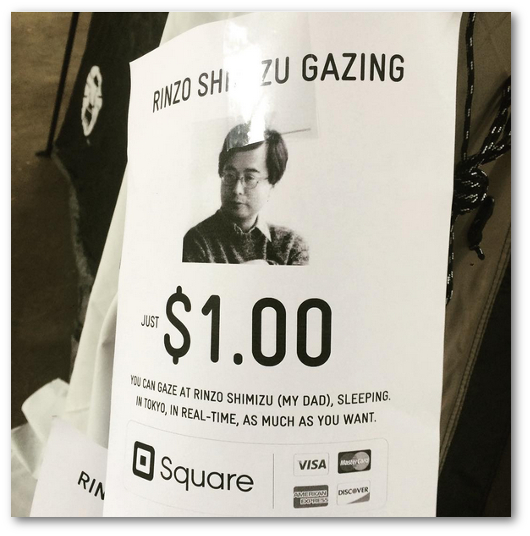 RINZO SHIMIZU GAZING
JUST $1.00
YOU CAN GAZE AT RINZO SHIMIZU (MY DAD), SLEEPING.
IN TOKYO, IN REAL-TIME, AS MUCH AS YOU WANT.
Square
VISA
MasterCard
AMERICAN EXPRESS
DISCOVER
RIN